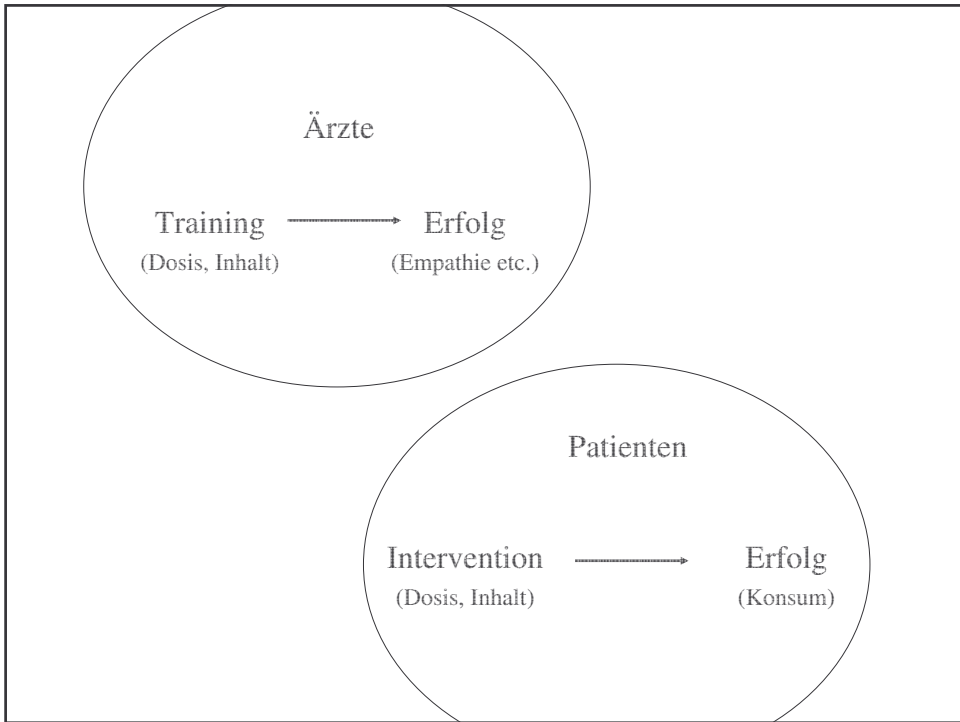 Ärzte
Training Erfolg
(Dosis, Inhalt) (Empathie etc.)
Patienten
Intervention Erfolg
(Dosis, Inhalt) (Konsum)